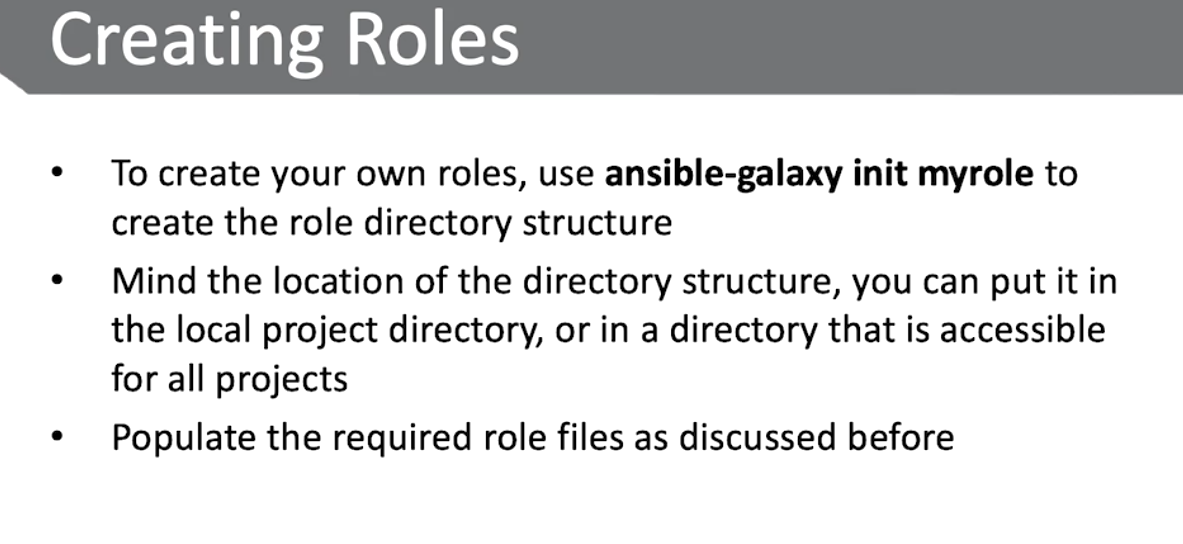 Creating Roles
• To create your own roles, use ansible-galaxy init myrole to
create the role directory structure
• Mind the location of the directory structure, you can put it in
the local project directory, or in a directory that is accessible
for all projects
• Populate the required role files as discussed before